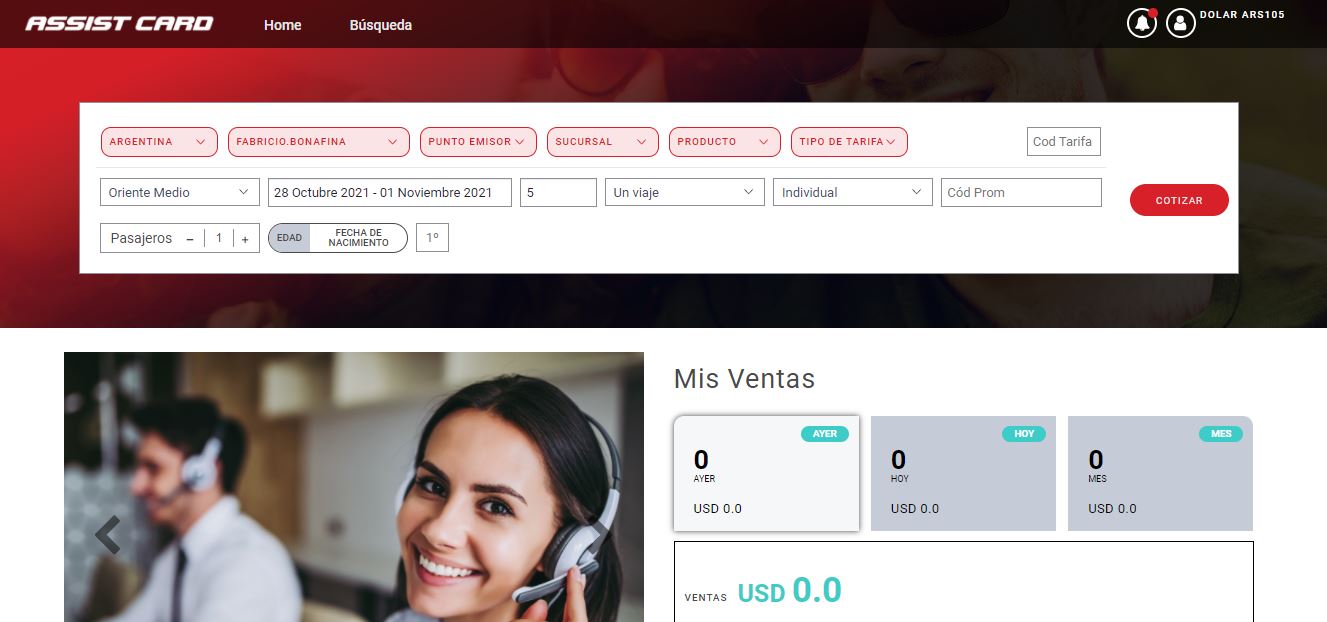 ASSIST CARD
Home
Búsqueda
DOLAR ARS105
ARGENTINA
FABRICIO.BONAFINA
PUNTO EMISOR
SUCURSAL
PRODUCTO
TIPO DE TARIFA
Cod Tarifa
Oriente Medio
28 Octubre 2021 - 01 Noviembre 2021
5
Un viaje
Individual
Cód Prom
COTIZAR
Pasajeros
– 1 +
EDAD
FECHA DE
NACIMIENTO
1º
Mis Ventas
AYER
0
AYER
USD 0.0
HOY
0
HOY
USD 0.0
MES
0
MES
USD 0.0
VENTAS USD 0.0